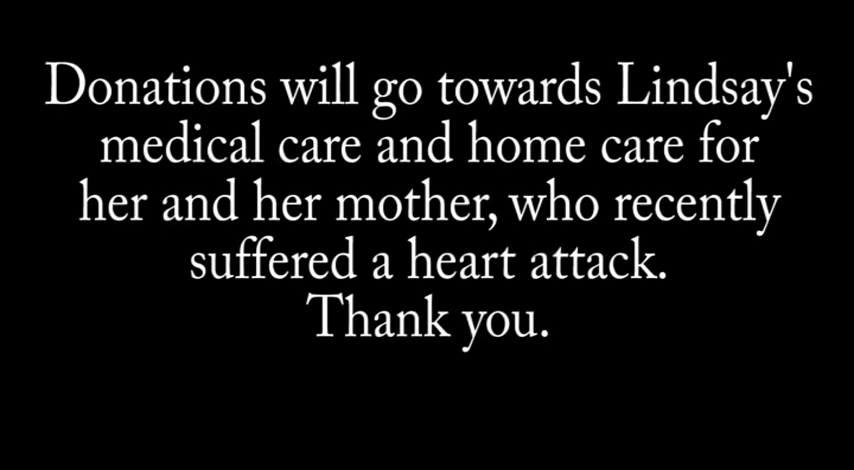 Donations will go towards Lindsay's
medical care and home care for
her and her mother, who recently
suffered a heart attack.
Thank you.